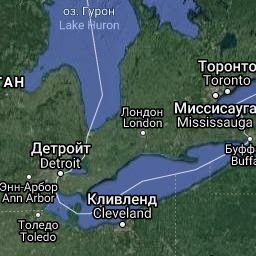 оз. Гурон
Lake Huron
ТАН
Торонто
Toronto
Миссисауга
Mississauga
Лондон
London
Буфф
Buffa
Детройт
Detroit
Энн-Арбор
Ann Arbor
Кливленд
Cleveland
Толедо
Toledo